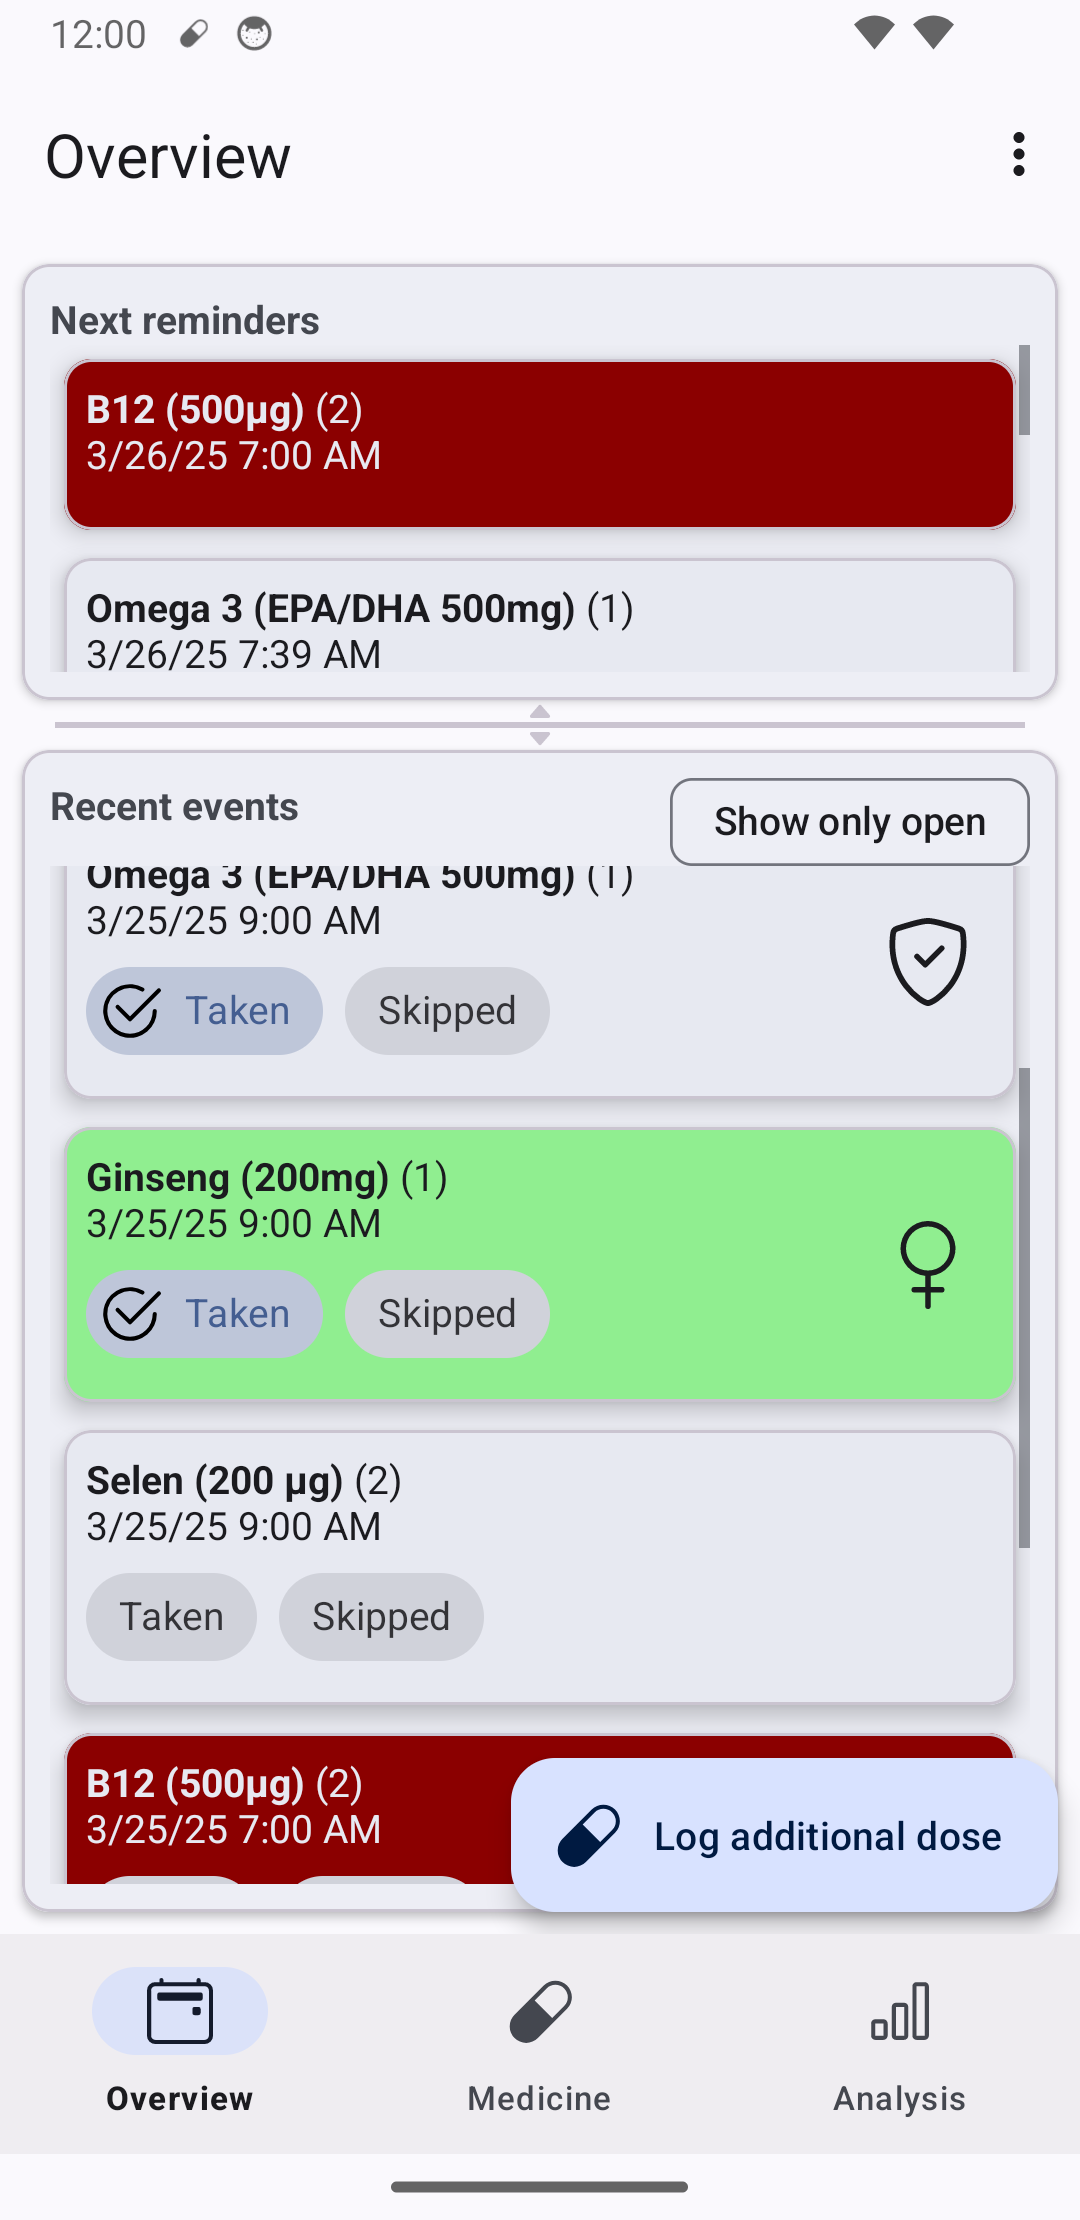 12:00
Overview
Next reminders
B12 (500µg) (2)
3/26/25 7:00 AM
Omega 3 (EPA/DHA 500mg) (1)
3/26/25 7:39 AM
Recent events
Show only open
Omega 3 (EPA/DHA 500mg) (1)
3/25/25 9:00 AM
Taken
Skipped
Ginseng (200mg) (1)
3/25/25 9:00 AM
Taken
Skipped
Selen (200 µg) (2)
3/25/25 9:00 AM
Taken
Skipped
B12 (500µg) (2)
3/25/25 7:00 AM
Log additional dose
Overview
Medicine
Analysis